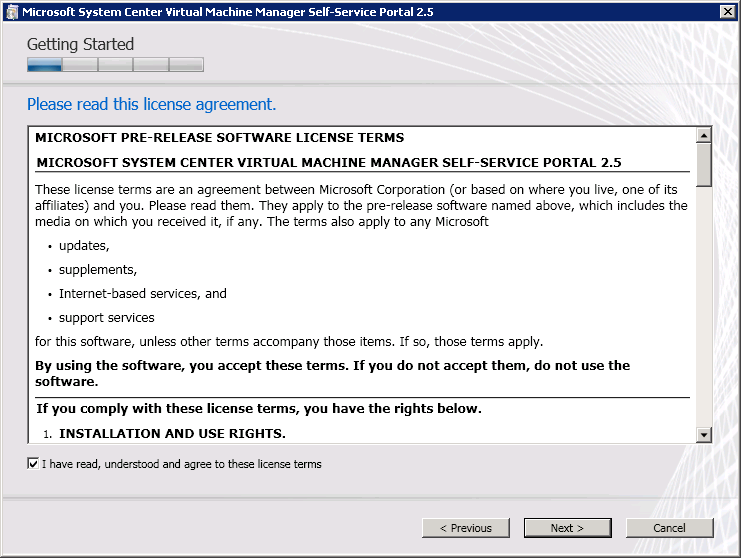 Microsoft System Center Virtual Machine Manager Self-Service Portal 2.5
Getting Started
Please read this license agreement.
MICROSOFT PRE-RELEASE SOFTWARE LICENSE TERMS
MICROSOFT SYSTEM CENTER VIRTUAL MACHINE MANAGER SELF-SERVICE PORTAL 2.5
These license terms are an agreement between Microsoft Corporation (or based on where you live, one of its
affiliates) and you. Please read them. They apply to the pre-release software named above, which includes the
media on which you received it, if any. The terms also apply to any Microsoft
• updates,
• supplements,
• Internet-based services, and
• support services
for this software, unless other terms accompany those items. If so, those terms apply.
By using the software, you accept these terms. If you do not accept them, do not use the
software.
If you comply with these license terms, you have the rights below.
1. INSTALLATION AND USE RIGHTS.
I have read, understood and agree to these license terms
< Previous
Next >
Cancel